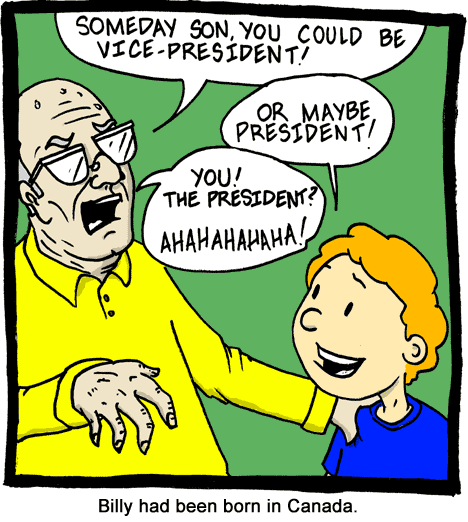 SOMEDAY SON, YOU COULD BE
VICE-PRESIDENT!
OR MAYBE
PRESIDENT!
YOU!
THE PRESIDENT?
AHAHAHAHAHA!
Billy had been born in Canada.